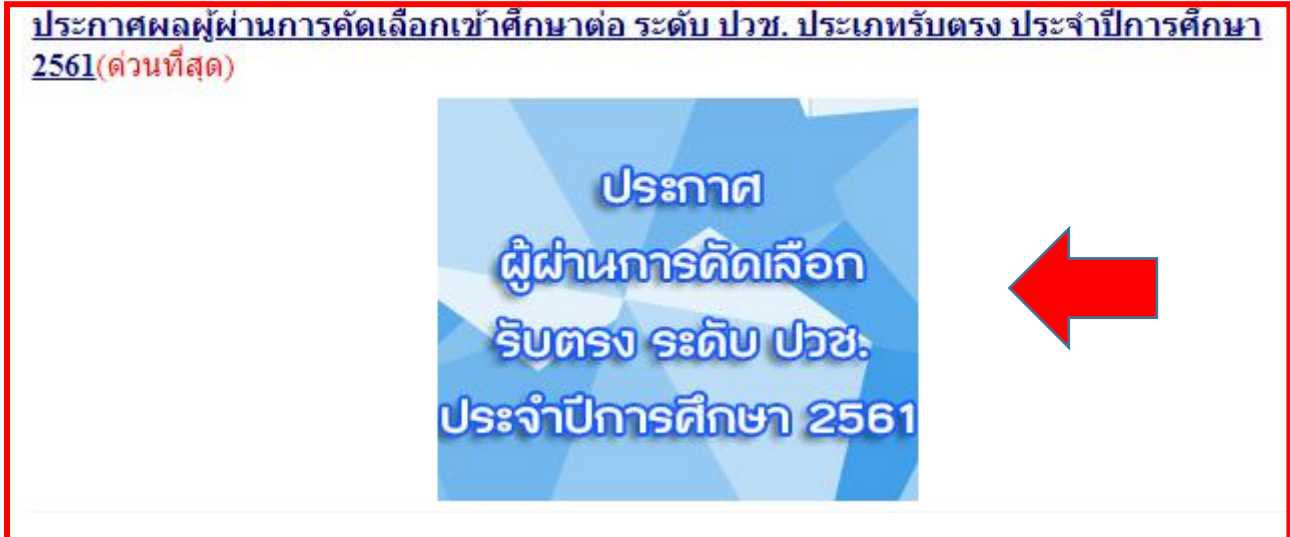 ประกาศผลผู้ผ่านการคัดเลือกเข้าศึกษาต่อ ระดับ ปวช. ประเภทรับตรง ประจำปีการศึกษา
2561(ด่วนที่สุด)
ประกาศ
ผู้ผ่านการคัดเลือก
รับตรง ระดับ ปวช.
ประจำปีการศึกษา 2561